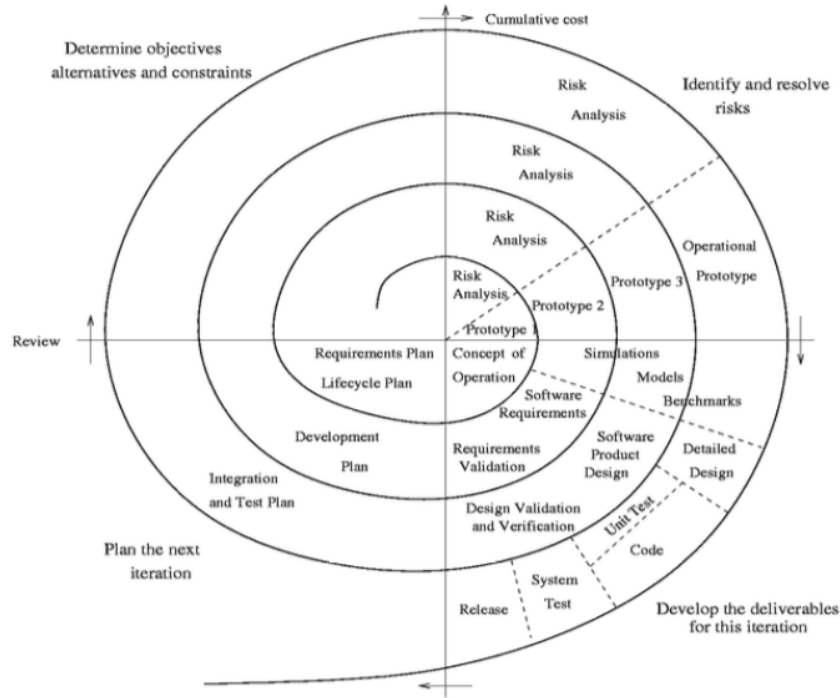 Cumulative cost
Determine objectives
alternatives and constraints
Identify and resolve
risks
Risk
Analysis
Risk
Analysis
Risk
Analysis
Risk
Analysis
Operational
Prototype
Prototype 3
Prototype 2
Prototype 1
Review
Requirements Plan
Lifecycle Plan
Concept of
Operation
Simulations
Models
Benchmarks
Software
Requirements
Development
Plan
Requirements
Validation
Software
Product
Design
Detailed
Design
Integration
and Test Plan
Design Validation
and Verification
Unit Test
Code
System
Test
Release
Plan the next
iteration
Develop the deliverables
for this iteration